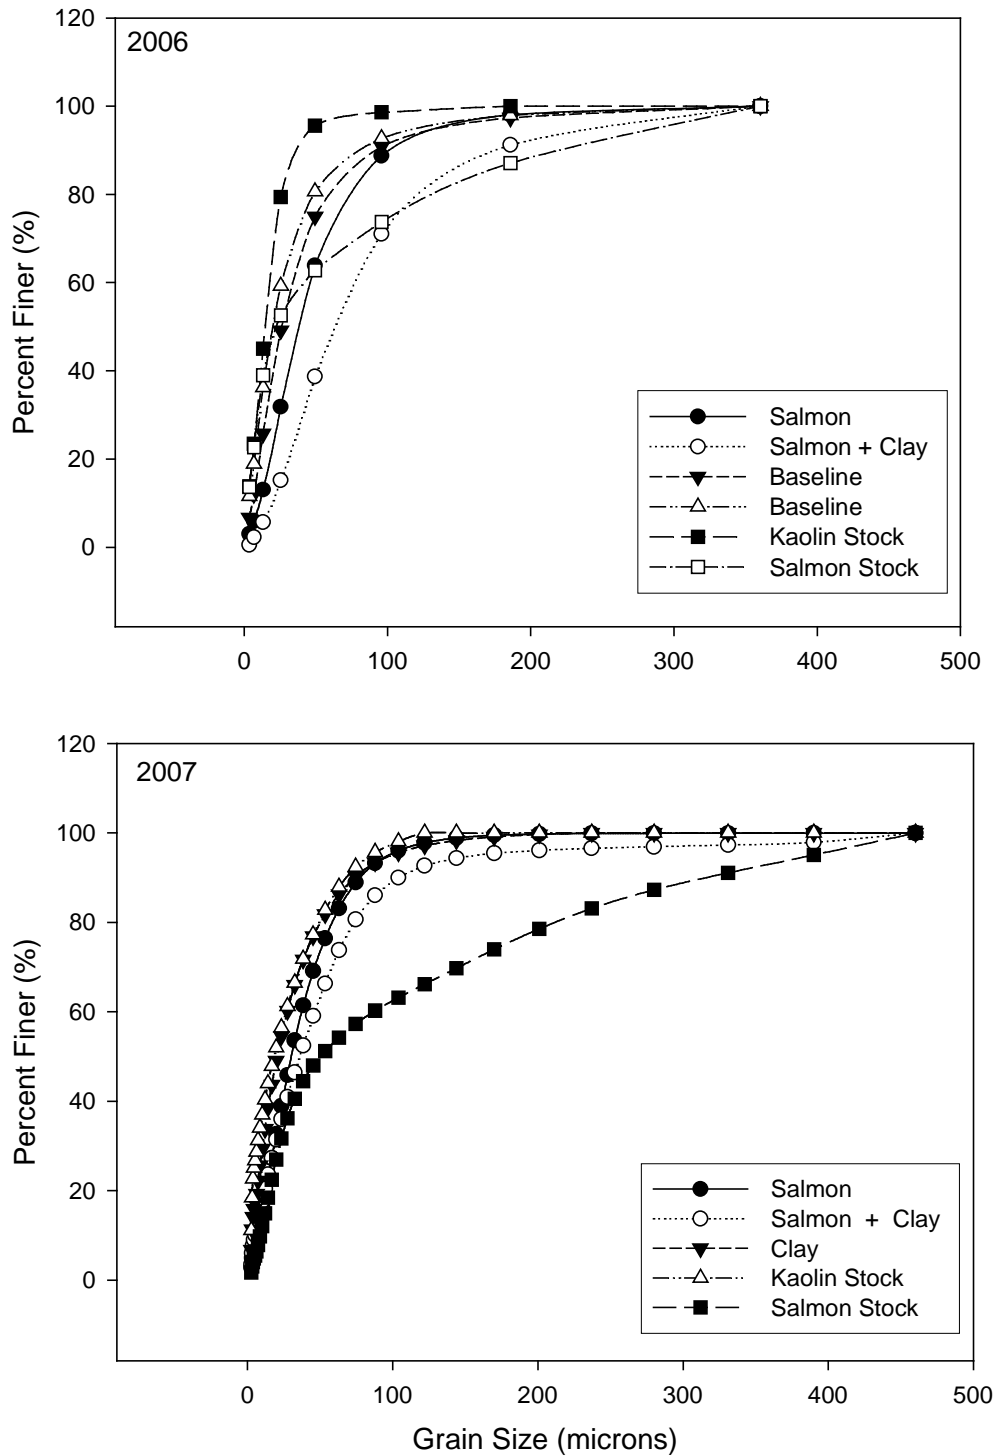 120
2006
100
80
60
40
20
0
Percent Finer (%)
Salmon
Salmon + Clay
Baseline
Baseline
Kaolin Stock
Salmon Stock
0 100 200 300 400 500
120
2007
100
80
60
40
20
0
Percent Finer (%)
Salmon
Salmon + Clay
Clay
Kaolin Stock
Salmon Stock
0 100 200 300 400 500
Grain Size (microns)